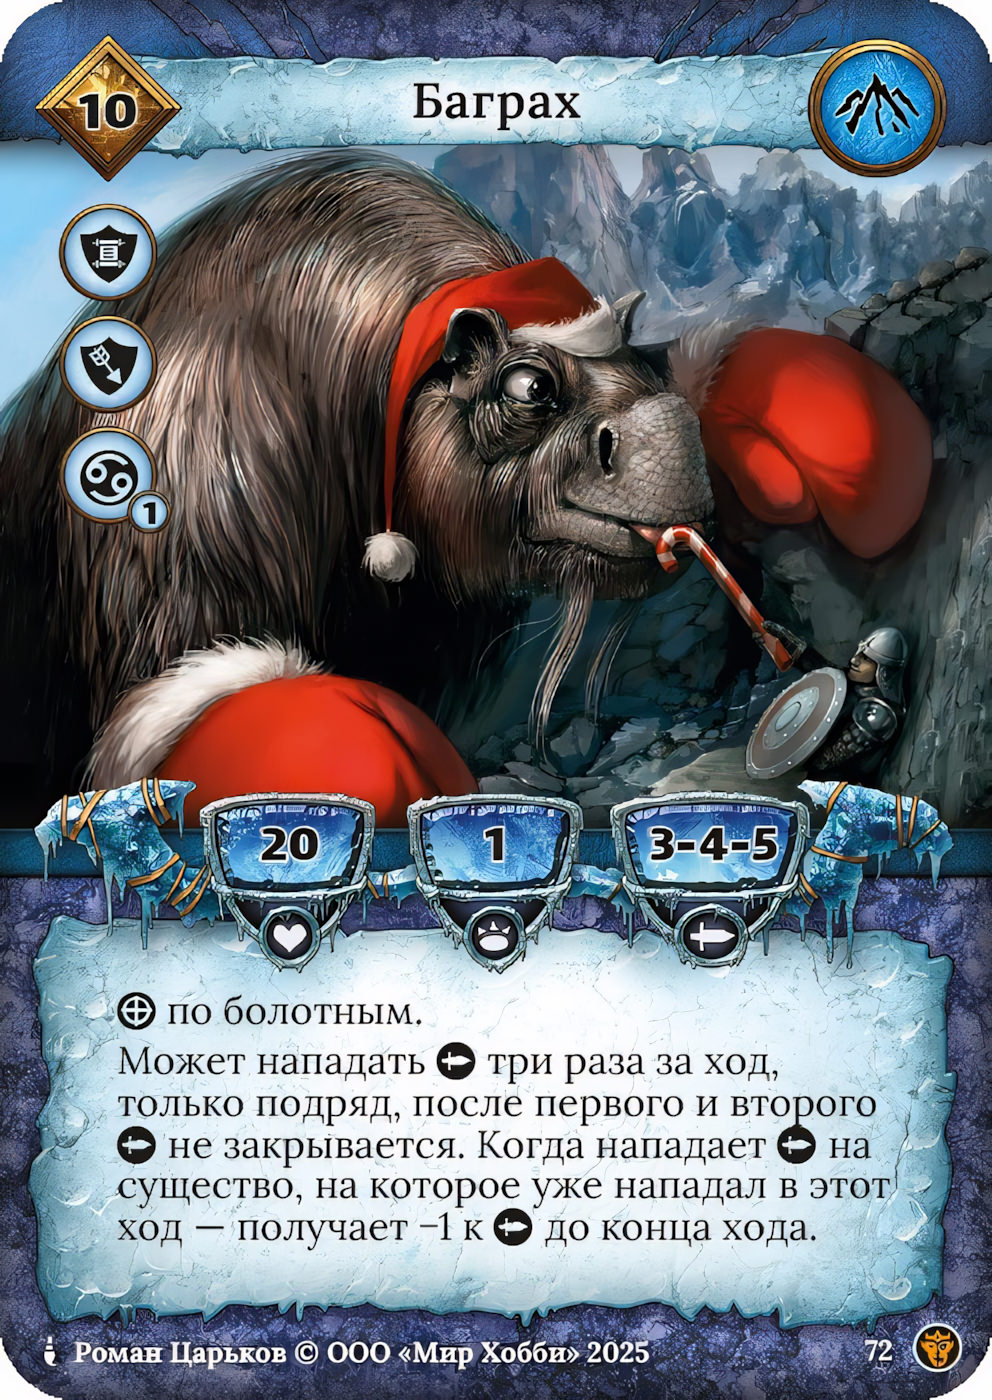 10
Баграх
1
20
1
3-4-5
по болотным.
Может нападать три раза за ход,
только подряд, после первого и второго
не закрывается. Когда нападает на
существо, на которое уже нападал в этот
ход — получает −1 к до конца хода.
Роман Царьков © ООО «Мир Хобби» 2025
72